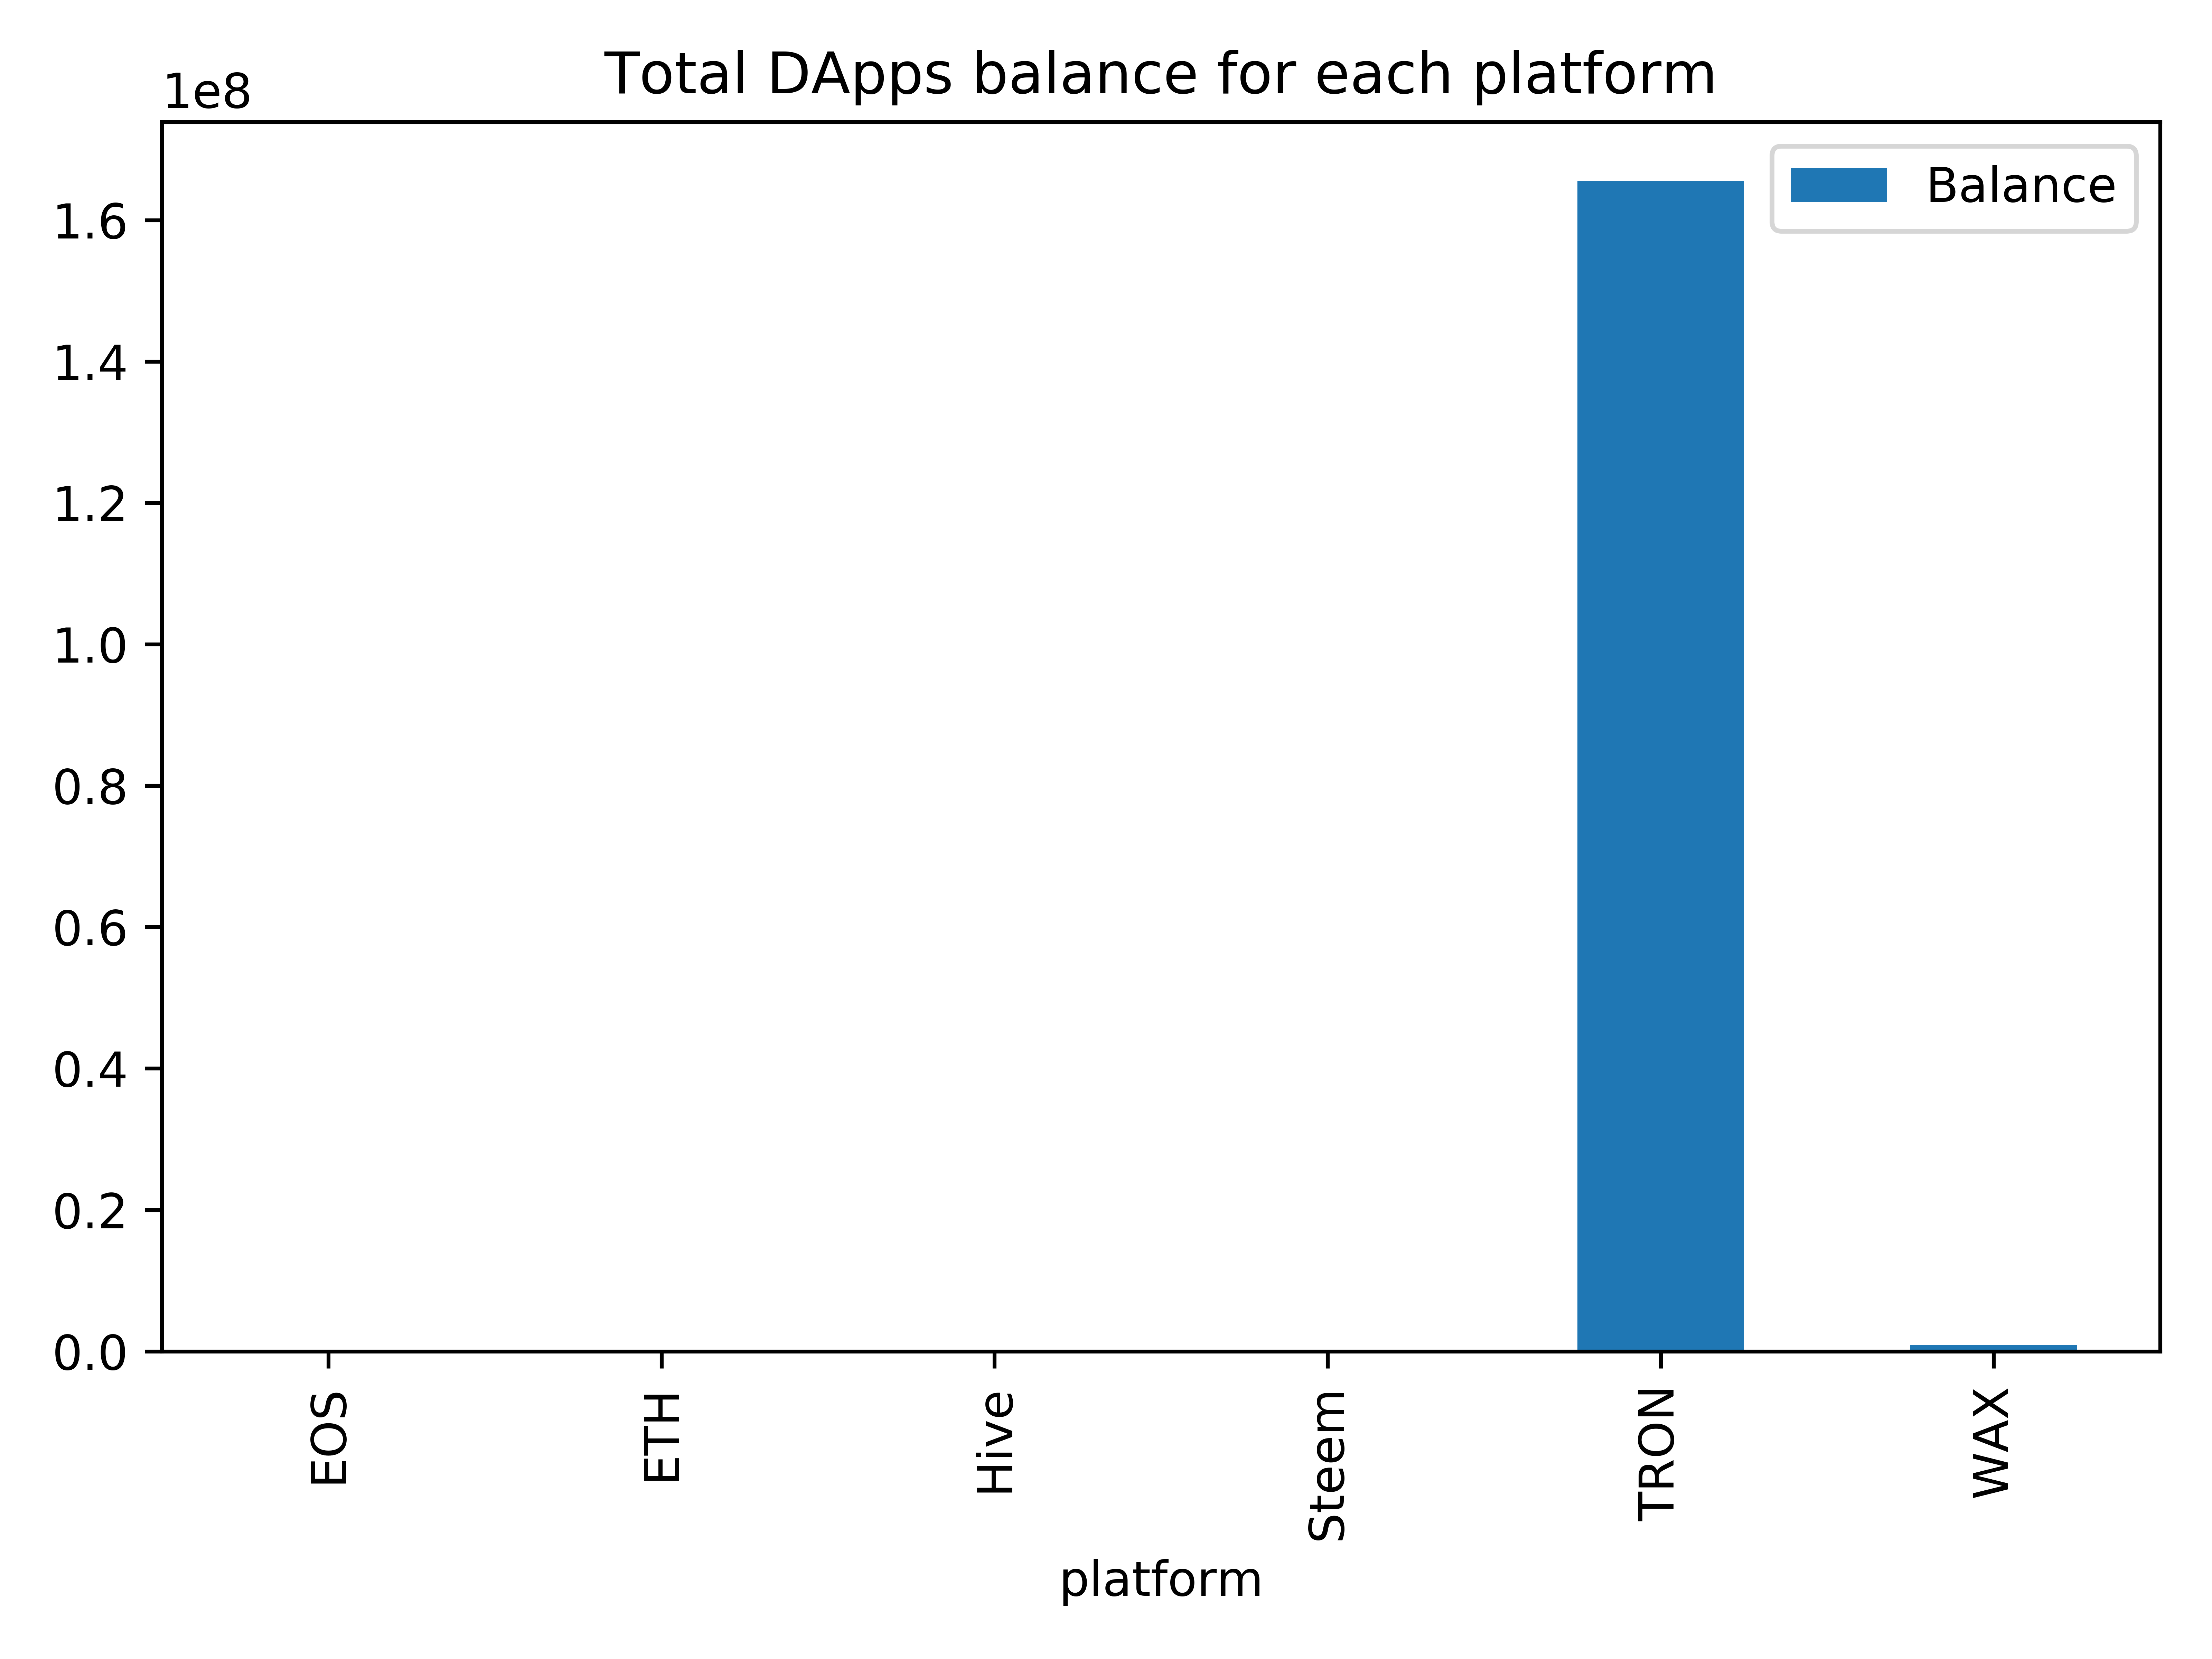 Total DApps balance for each platform
1e8
Balance
1.6
1.4
1.2
1.0
0.8
0.6
0.4
0.2
0.0
EOS
ETH
Hive
Steem
TRON
WAX
platform